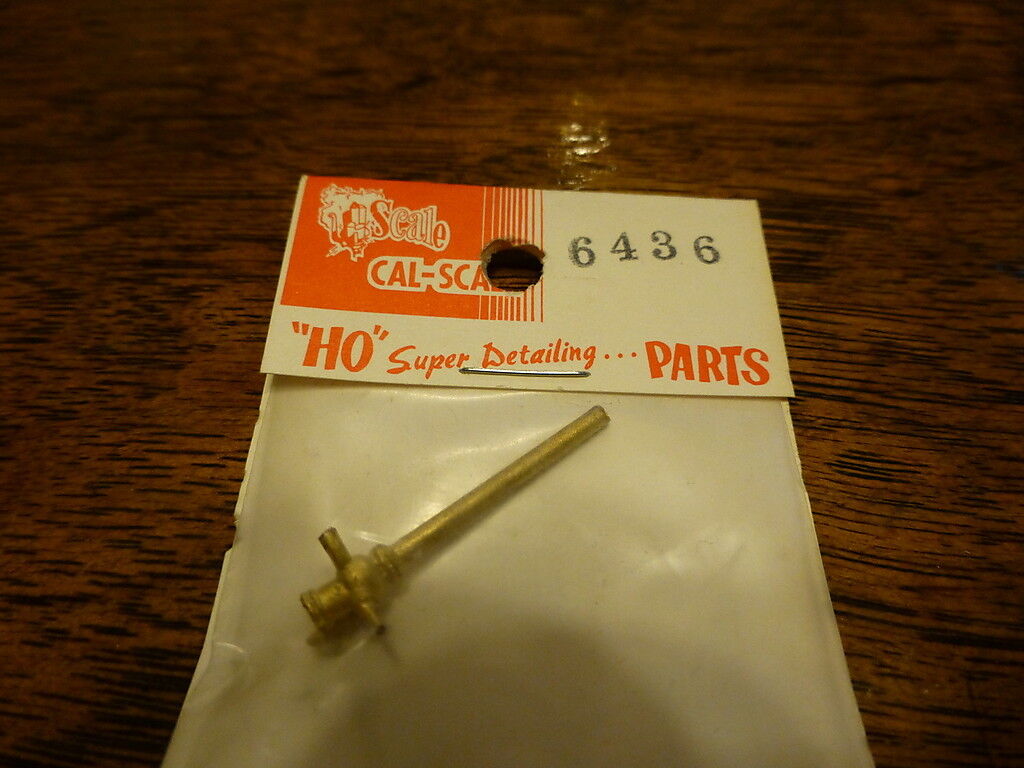 Scale
CAL-SCA
6436
"HO" Super Detailing... PARTS